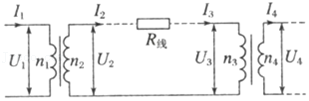 I₁ I₂ I₃ I₄
R线
U₁ n₁ n₂ U₂ U₃ n₃ n₄ U₄